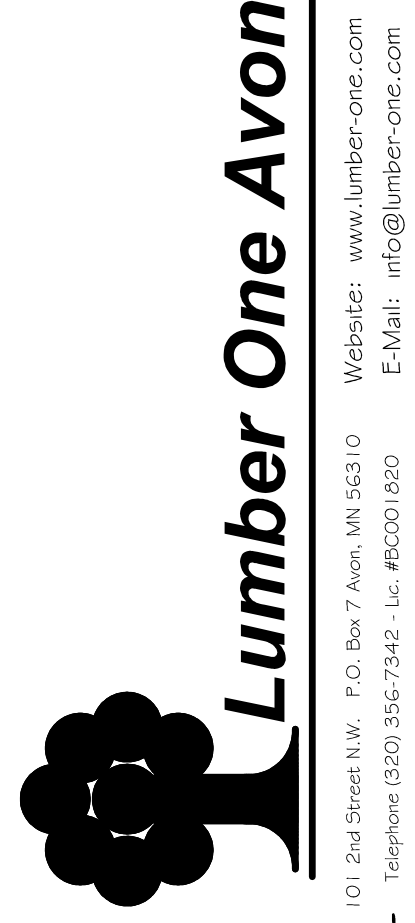 Lumber One Avon
101 2nd Street N.W. P.O. Box 7 Avon, MN 56310 Website: www.lumber-one.com
Telephone (320) 356-7342 - Lic. #BC001820 E-Mail: info@lumber-one.com